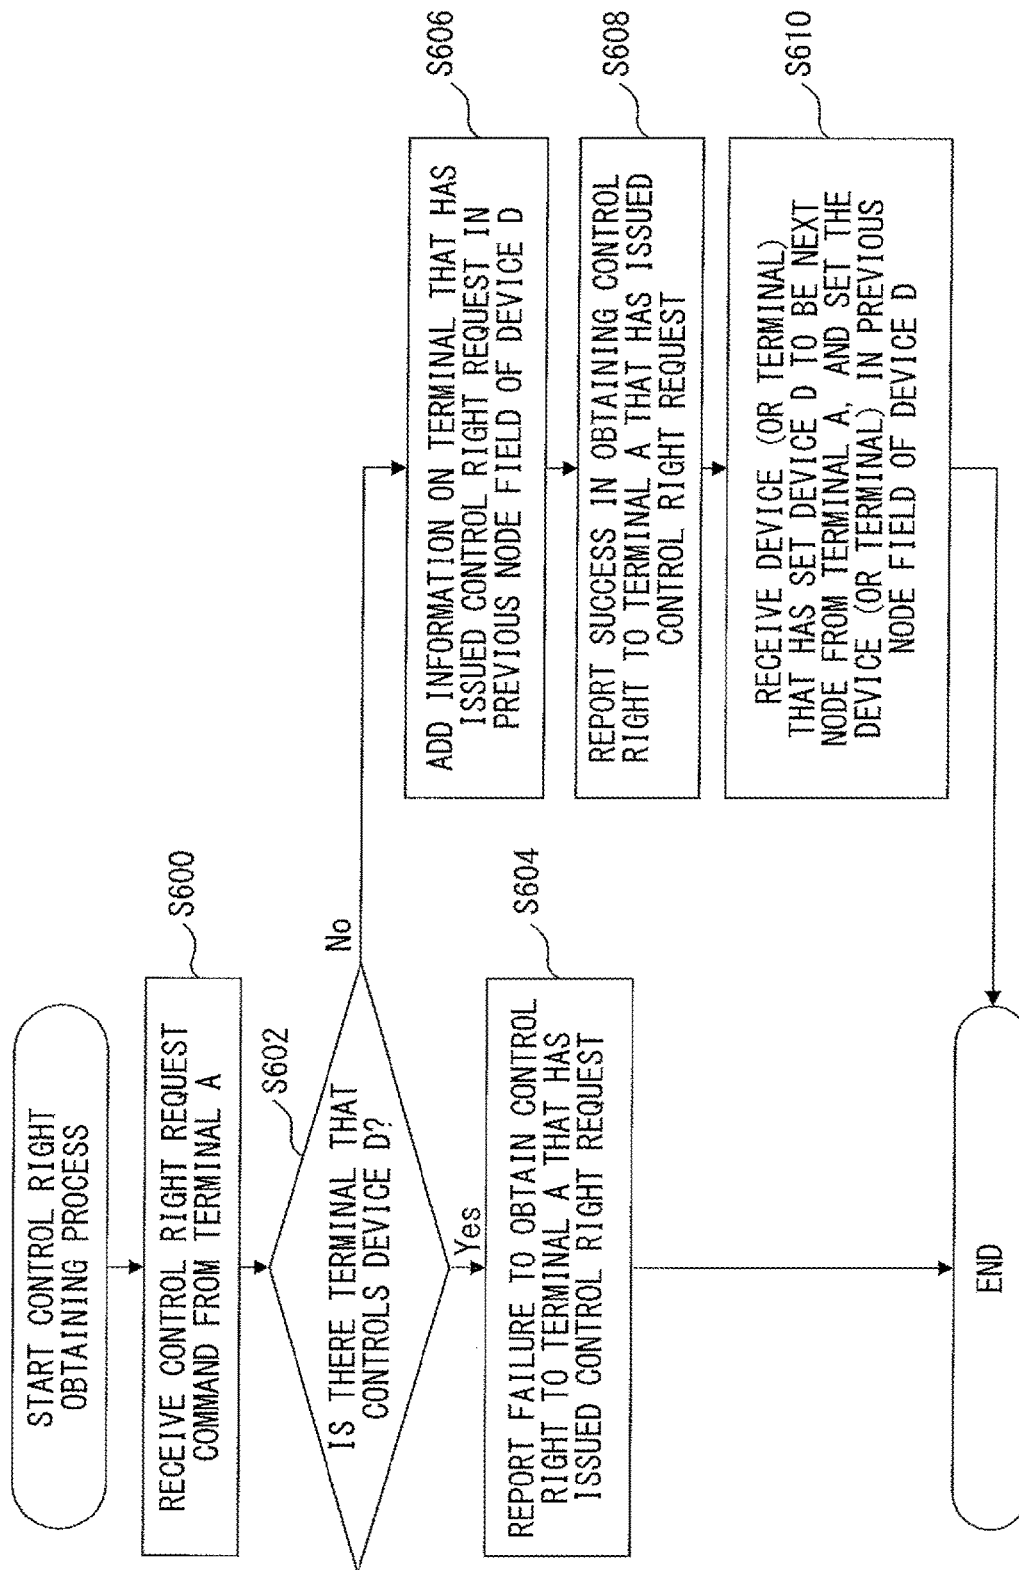 START CONTROL RIGHT
OBTAINING PROCESS
S600
RECEIVE CONTROL RIGHT REQUEST
COMMAND FROM TERMINAL A
S602
IS THERE TERMINAL THAT
CONTROLS DEVICE D?
No
Yes
S604
REPORT FAILURE TO OBTAIN CONTROL
RIGHT TO TERMINAL A THAT HAS
ISSUED CONTROL RIGHT REQUEST
S606
ADD INFORMATION ON TERMINAL THAT HAS
ISSUED CONTROL RIGHT REQUEST IN
PREVIOUS NODE FIELD OF DEVICE D
S608
REPORT SUCCESS IN OBTAINING CONTROL
RIGHT TO TERMINAL A THAT HAS ISSUED
CONTROL RIGHT REQUEST
S610
RECEIVE DEVICE (OR TERMINAL)
THAT HAS SET DEVICE D TO BE NEXT
NODE FROM TERMINAL A, AND SET THE
DEVICE (OR TERMINAL) IN PREVIOUS
NODE FIELD OF DEVICE D
END